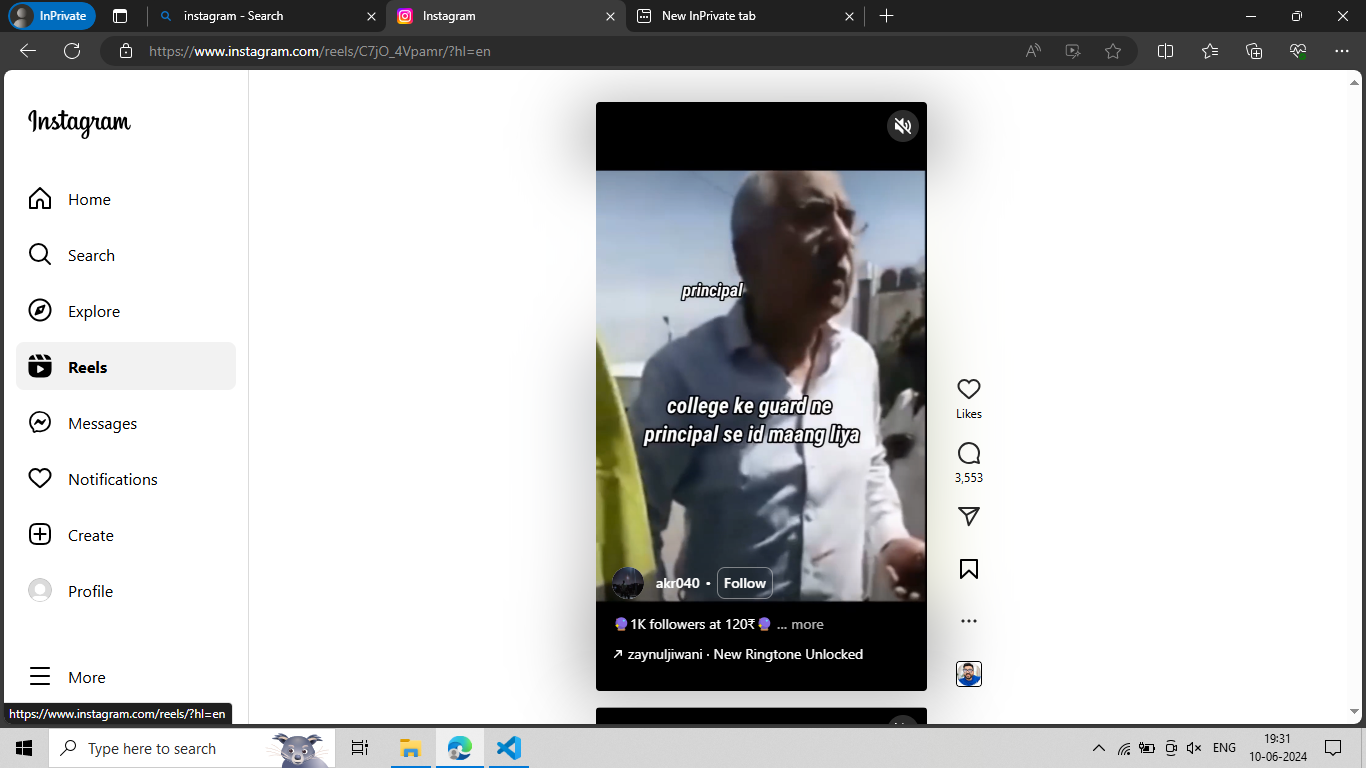 InPrivate
instagram - Search
Instagram
New InPrivate tab
https://www.instagram.com/reels/C7jO_4Vpamr/?hl=en
Instagram
Home
Search
Explore
Reels
Messages
Notifications
Create
Profile
More
principal
college ke guard ne
principal se id maang liya
akr040 • Follow
🔮1K followers at 120₹🔮 ... more
↗ zaynuljiwani · New Ringtone Unlocked
Likes
3,553
https://www.instagram.com/reels/?hl=en
Type here to search
ENG
19:31
10-06-2024